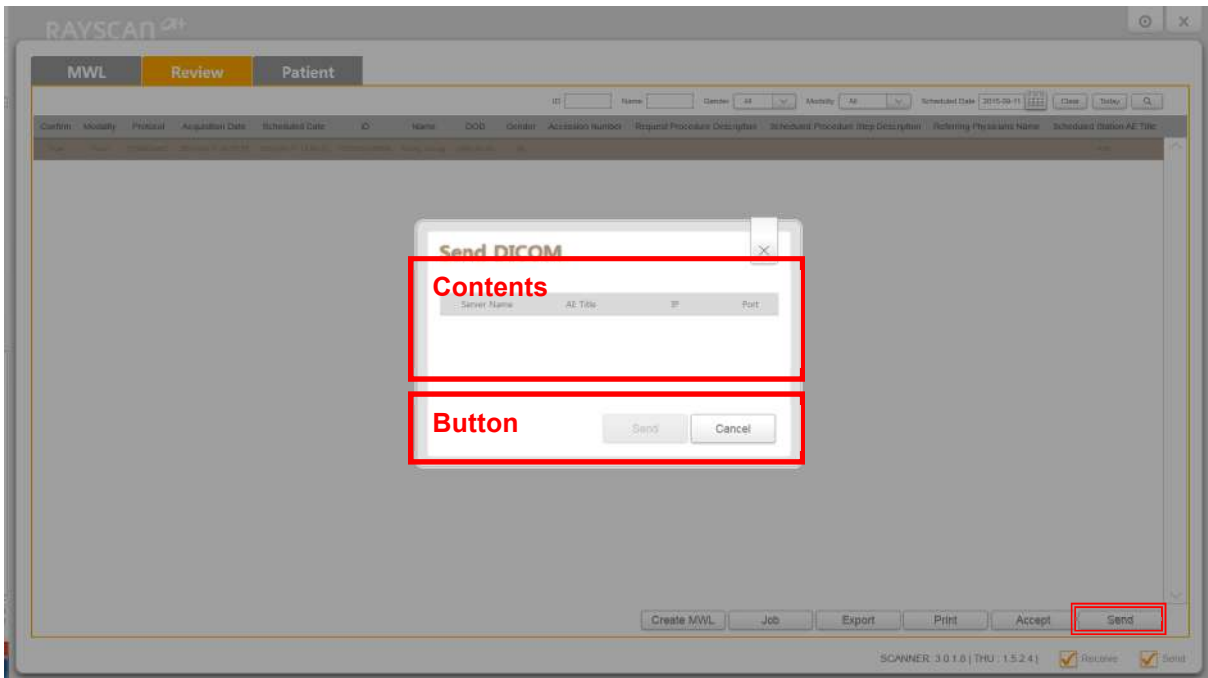 RAYSCAN α+
MWL Review Patient
ID Name Gender All Modality All Scheduled Date 2015-09-11 Clear Today
Confirm Modality Protocol Acquisition Date Scheduled Date ID Name DOB Gender Accession Number Request Procedure Description Scheduled Procedure Step Description Referring Physicians Name Scheduled Station AE Title
Send DICOM
Contents
Server Name AE Title IP Port
Button
Send Cancel
Create MWL Job Export Print Accept Send
SCANNER: 3.0.1.0 | THU : 1.5.2.4 | Receive Send